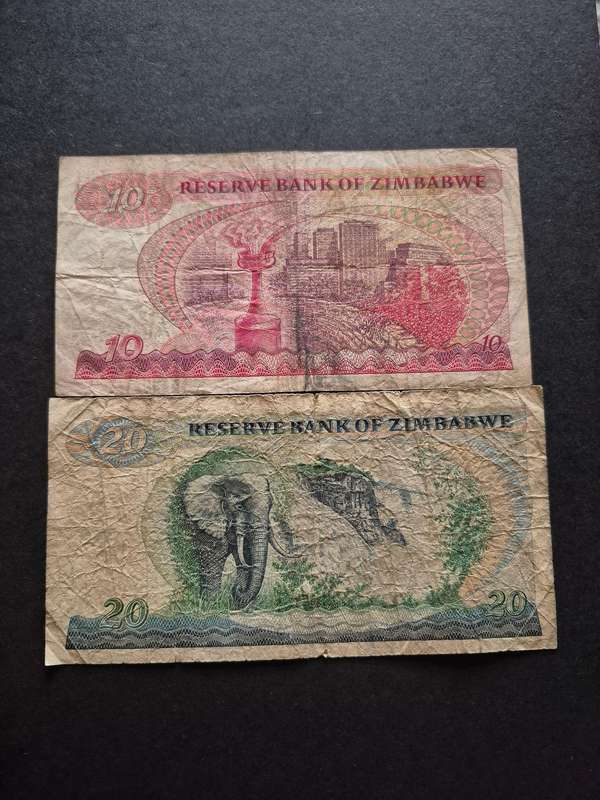 10 RESERVE BANK OF ZIMBABWE
10 10
20 RESERVE BANK OF ZIMBABWE
20 20